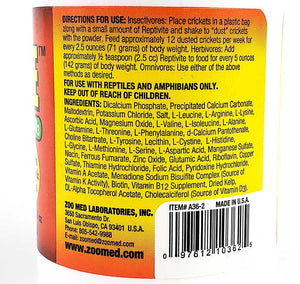 DIRECTIONS FOR USE: Insectivores: Place crickets in a plastic bag
along with a small amount of Reptivite and shake to "dust" crickets
with the powder. Feed approximately 12 dusted crickets per day for
every 2.5 ounces (71 grams) of body weight. Herbivores: Add
approximately ½ teaspoon (2.5 cc) Reptivite to food for every 5 ounces
(142 grams) of body weight. Omnivores: Use either of the above
methods as desired.
FOR USE WITH REPTILES AND AMPHIBIANS ONLY.
KEEP OUT OF REACH OF CHILDREN.
Ingredients: Dicalcium Phosphate, Precipitated Calcium Carbonate,
Maltodextrin, Potassium Chloride, Salt, L-Leucine, L-Arginine, L-Lysine,
Ascorbic Acid, Magnesium Oxide, L-Valine, L-Isoleucine, L-Alanine,
L-Glutamine, L-Threonine, L-Phenylalanine, d-Calcium Pantothenate,
Choline Bitartrate, L-Tyrosine, Lecithin, L-Cystine, L-Histidine,
L-Glycine, L-Methionine, L-Serine, L-Aspartic Acid, Manganese Sulfate,
Niacin, Ferrous Fumarate, Zinc Oxide, Glutamic Acid, Riboflavin, Copper
Sulfate, Thiamine Hydrochloride, Folic Acid, Pyridoxine Hydrochloride,
Vitamin A Acetate, Menadione Sodium Bisulfite Complex (Source of
Vitamin K Activity), Biotin, Vitamin B12 Supplement, Dried Kelp,
DL-Alpha Tocopherol Acetate, Cholecalciferol.
ZOO MED LABORATORIES, INC.
3650 Sacramento Dr.
San Luis Obispo, CA 93401 U.S.A.
Phone: 805-542-9988
www.zoomed.com
ITEM# A36-2 MADE IN U.S.A.
0 97612 10362 8